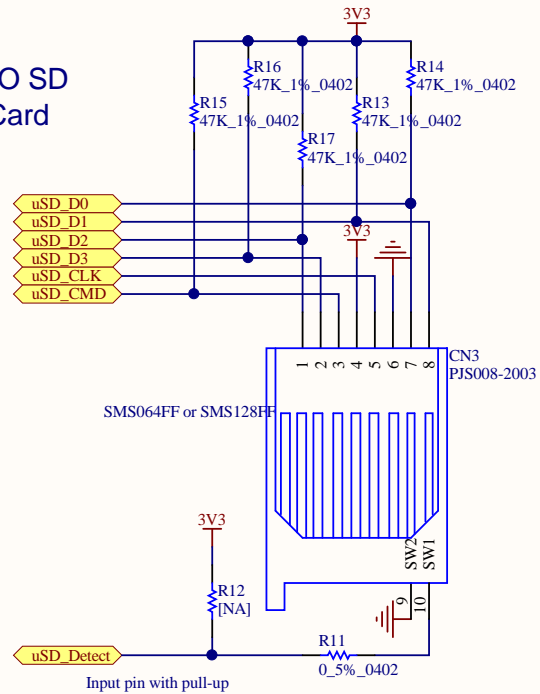 3V3
O SD
Card
R16
47K_1%_0402
R14
47K_1%_0402
R15
47K_1%_0402
R13
47K_1%_0402
R17
47K_1%_0402
uSD_D0
uSD_D1
uSD_D2
uSD_D3
uSD_CLK
uSD_CMD
3V3
1 2 3 4 5 6 7 8
CN3
PJS008-2003
SMS064FF or SMS128FF
SW2
SW1
9
10
3V3
R12
[NA]
R11
0_5%_0402
uSD_Detect
Input pin with pull-up